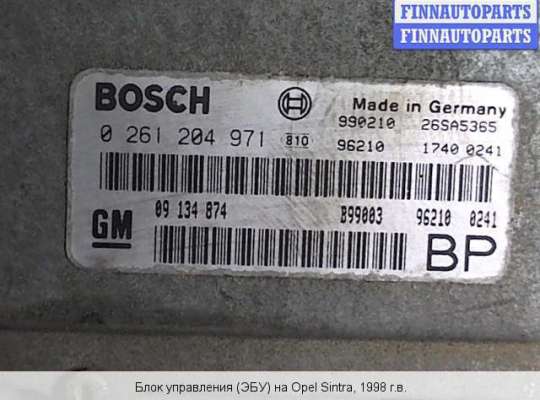 FINNAUTOPARTS
FINNAUTOPARTS
BOSCH
Made in Germany
990210 26SA5365
0 261 204 971 810 96210 1740 0241
09 134 874 B99003 96210 0241
GM
BP
Блок управления (ЭБУ) на Opel Sintra, 1998 г.в.